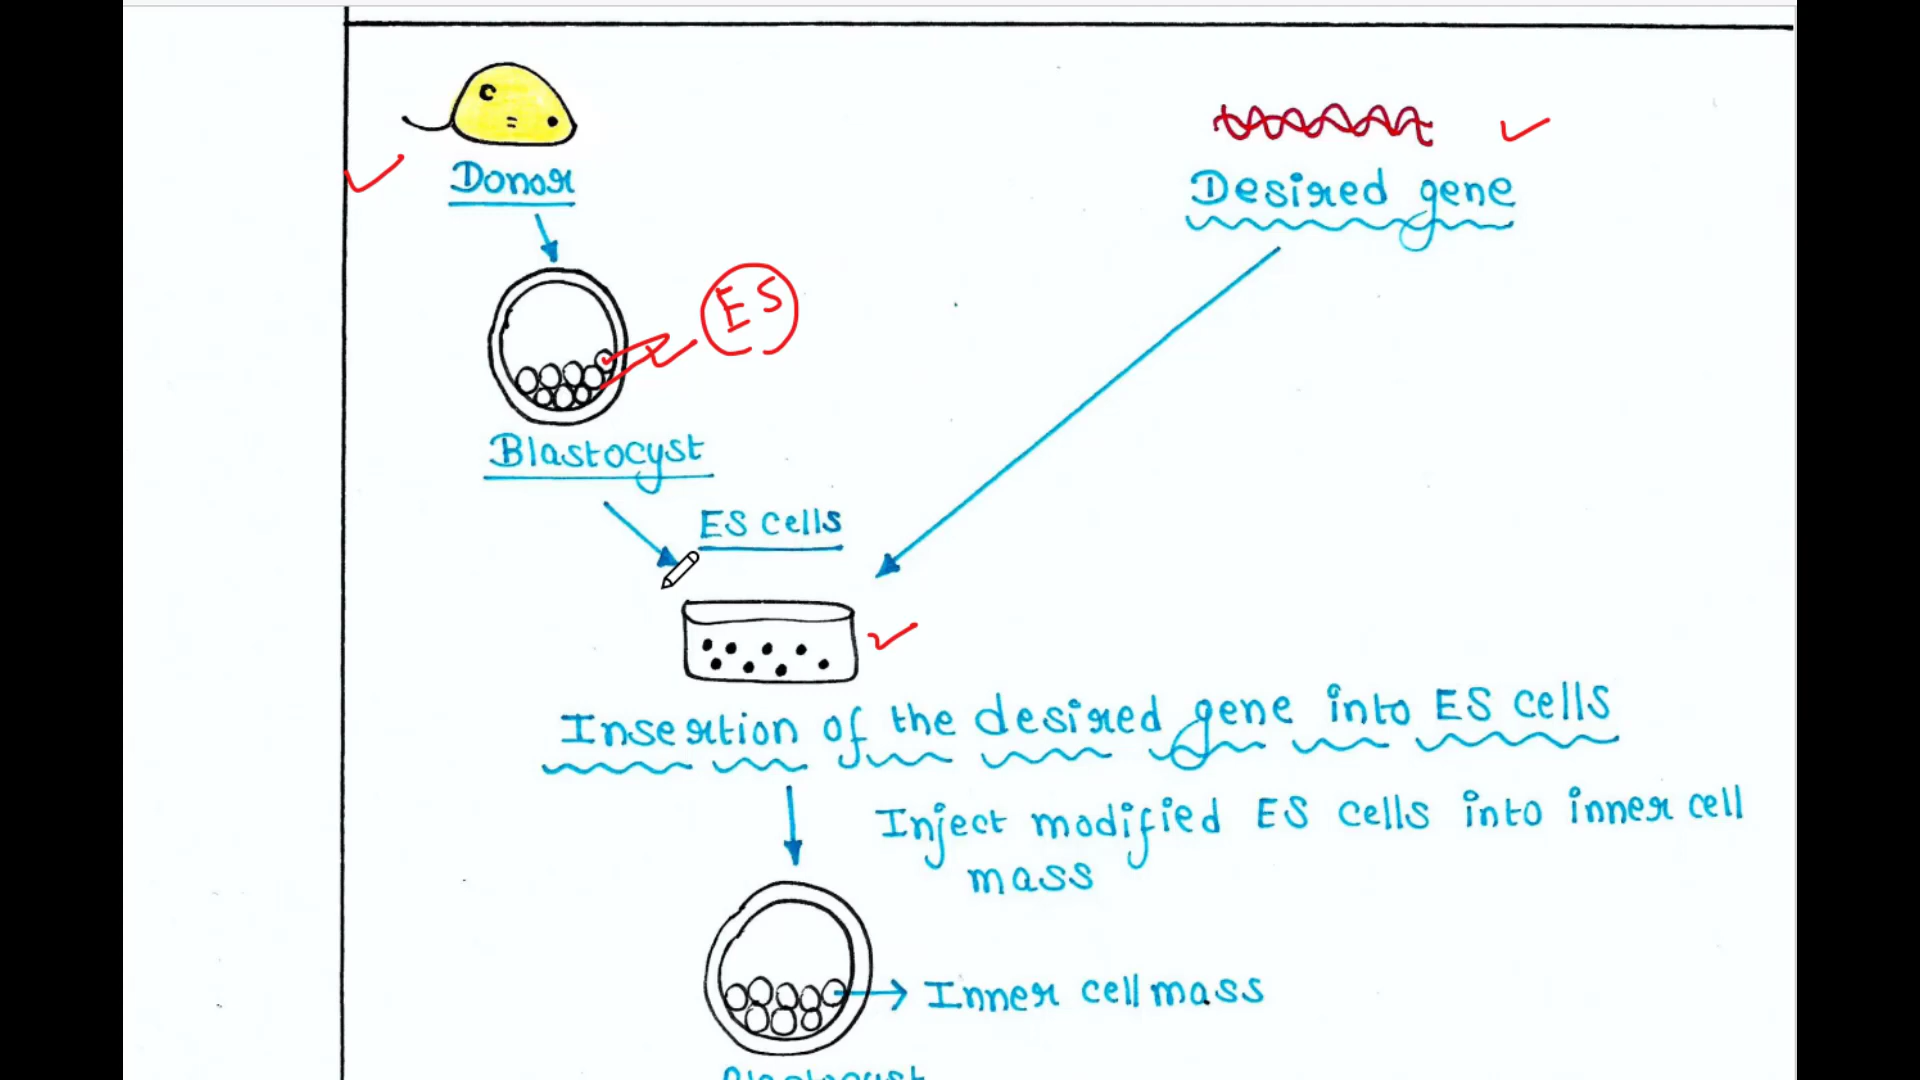 Donor
Desired gene
ES
Blastocyst
ES cells
Insertion of the desired gene into ES cells
Inject modified ES cells into inner cell
mass
Inner cell mass
Blastocyst